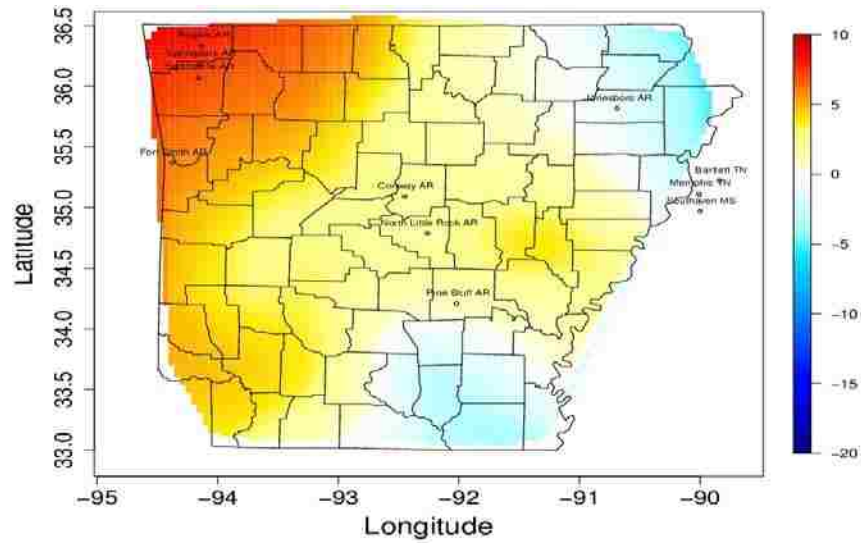 Latitude
36.5
36.0
35.5
35.0
34.5
34.0
33.5
33.0
Rogers AR
Springdale AR
Fort Smith AR
Jonesboro AR
Conway AR
Bartlett TN
Memphis TN
Southaven MS
North Little Rock AR
Pine Bluff AR
−95
−94
−93
−92
−91
−90
Longitude
10
5
0
−5
−10
−15
−20